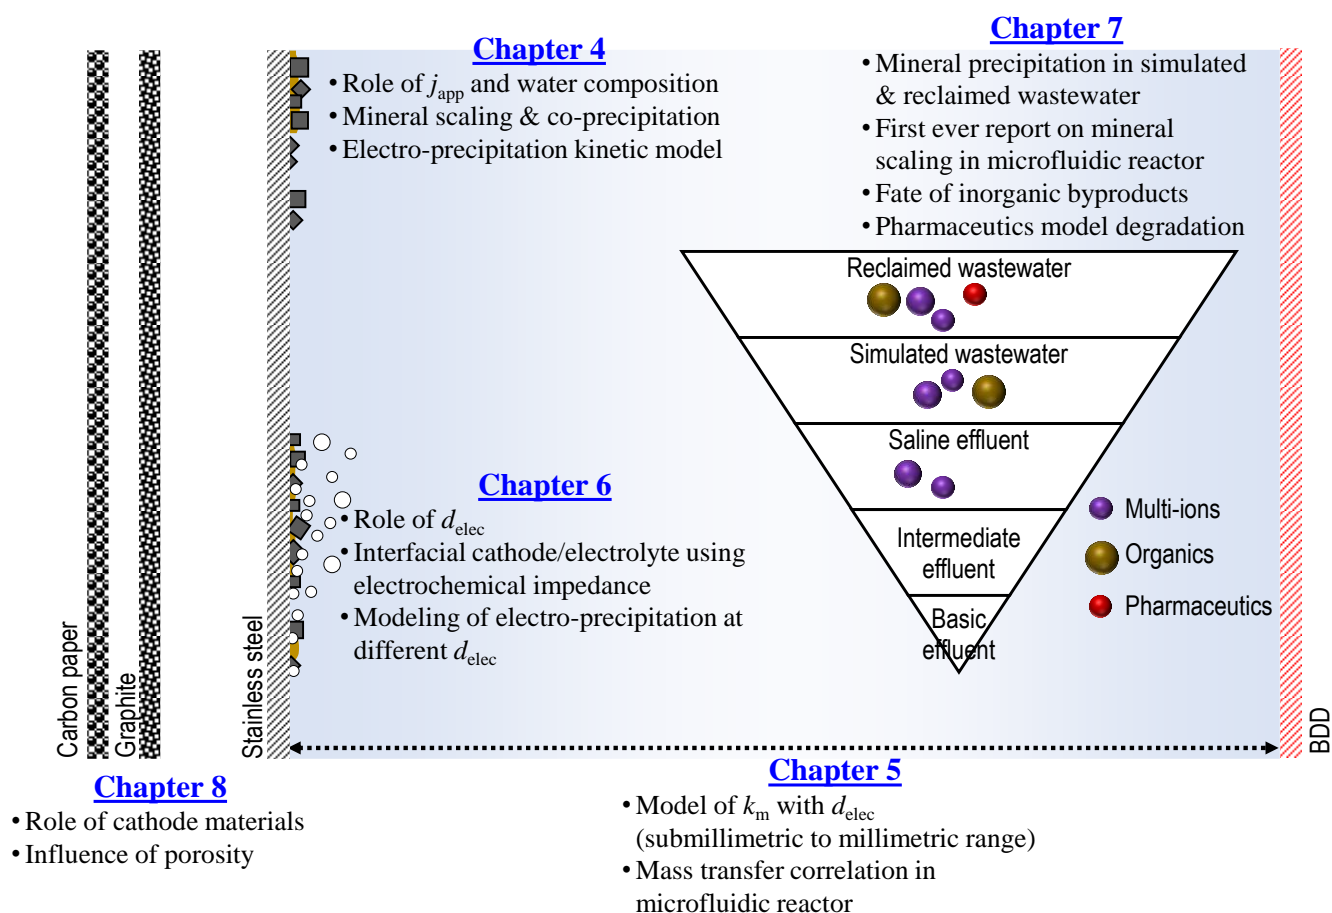 Chapter 4
• Role of japp and water composition
• Mineral scaling & co-precipitation
• Electro-precipitation kinetic model
Chapter 7
• Mineral precipitation in simulated
& reclaimed wastewater
• First ever report on mineral
scaling in microfluidic reactor
• Fate of inorganic byproducts
• Pharmaceutics model degradation
Reclaimed wastewater
Simulated wastewater
Saline effluent
Intermediate
effluent
Basic
effluent
Multi-ions
Organics
Pharmaceutics
Chapter 6
• Role of delec
• Interfacial cathode/electrolyte using
electrochemical impedance
• Modeling of electro-precipitation at
different delec
Carbon paper
Graphite
Stainless steel
BDD
Chapter 8
• Role of cathode materials
• Influence of porosity
Chapter 5
• Model of km with delec
(submillimetric to millimetric range)
• Mass transfer correlation in
microfluidic reactor